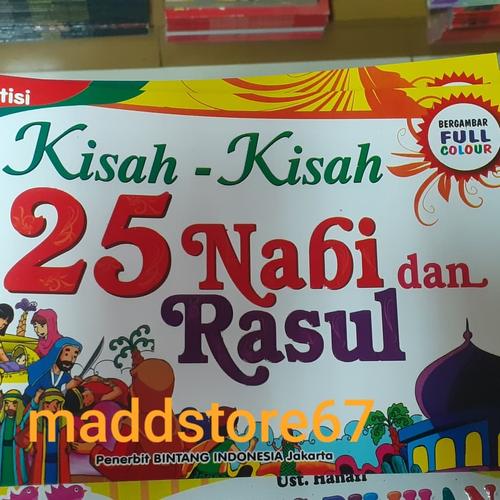 tisi
BERGAMBAR
FULL
COLOUR
Kisah - Kisah
25 Nabi dan
Rasul
maddstore67
Penerbit BINTANG INDONESIA Jakarta
Ust. Hanafi